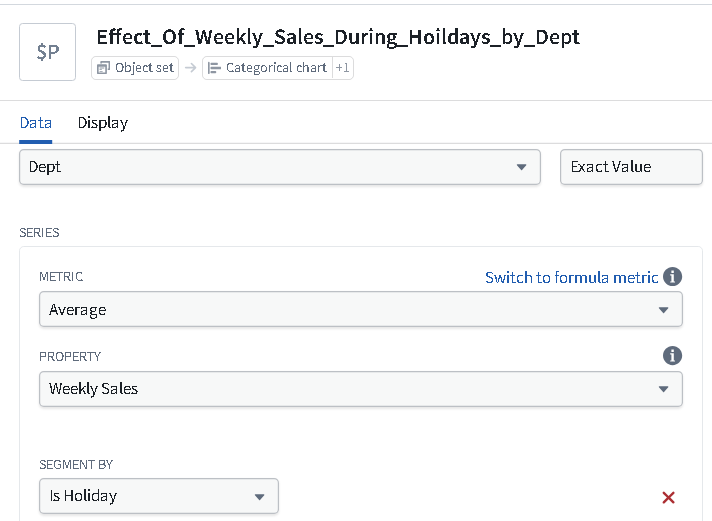 $P
Effect_Of_Weekly_Sales_During_Hoildays_by_Dept
Object set → Categorical chart +1
Data Display
Dept Exact Value
SERIES
METRIC Switch to formula metric
Average
PROPERTY
Weekly Sales
SEGMENT BY
Is Holiday